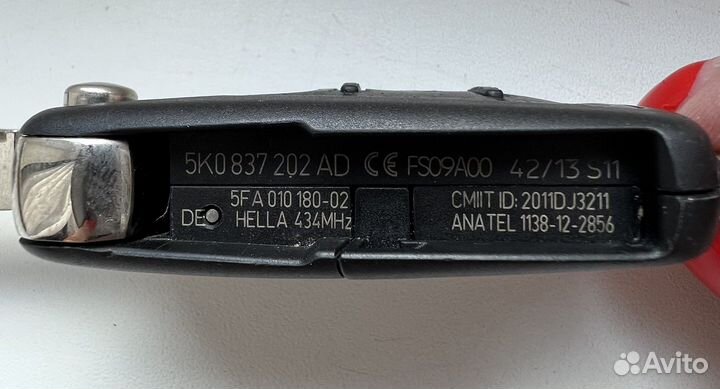 5K0 837 202 AD CE FS09A00 42/13 S11
5FA 010 180-02
DE HELLA 434MHz
CMIIT ID: 2011DJ3211
ANATEL 1138-12-2856
Avito